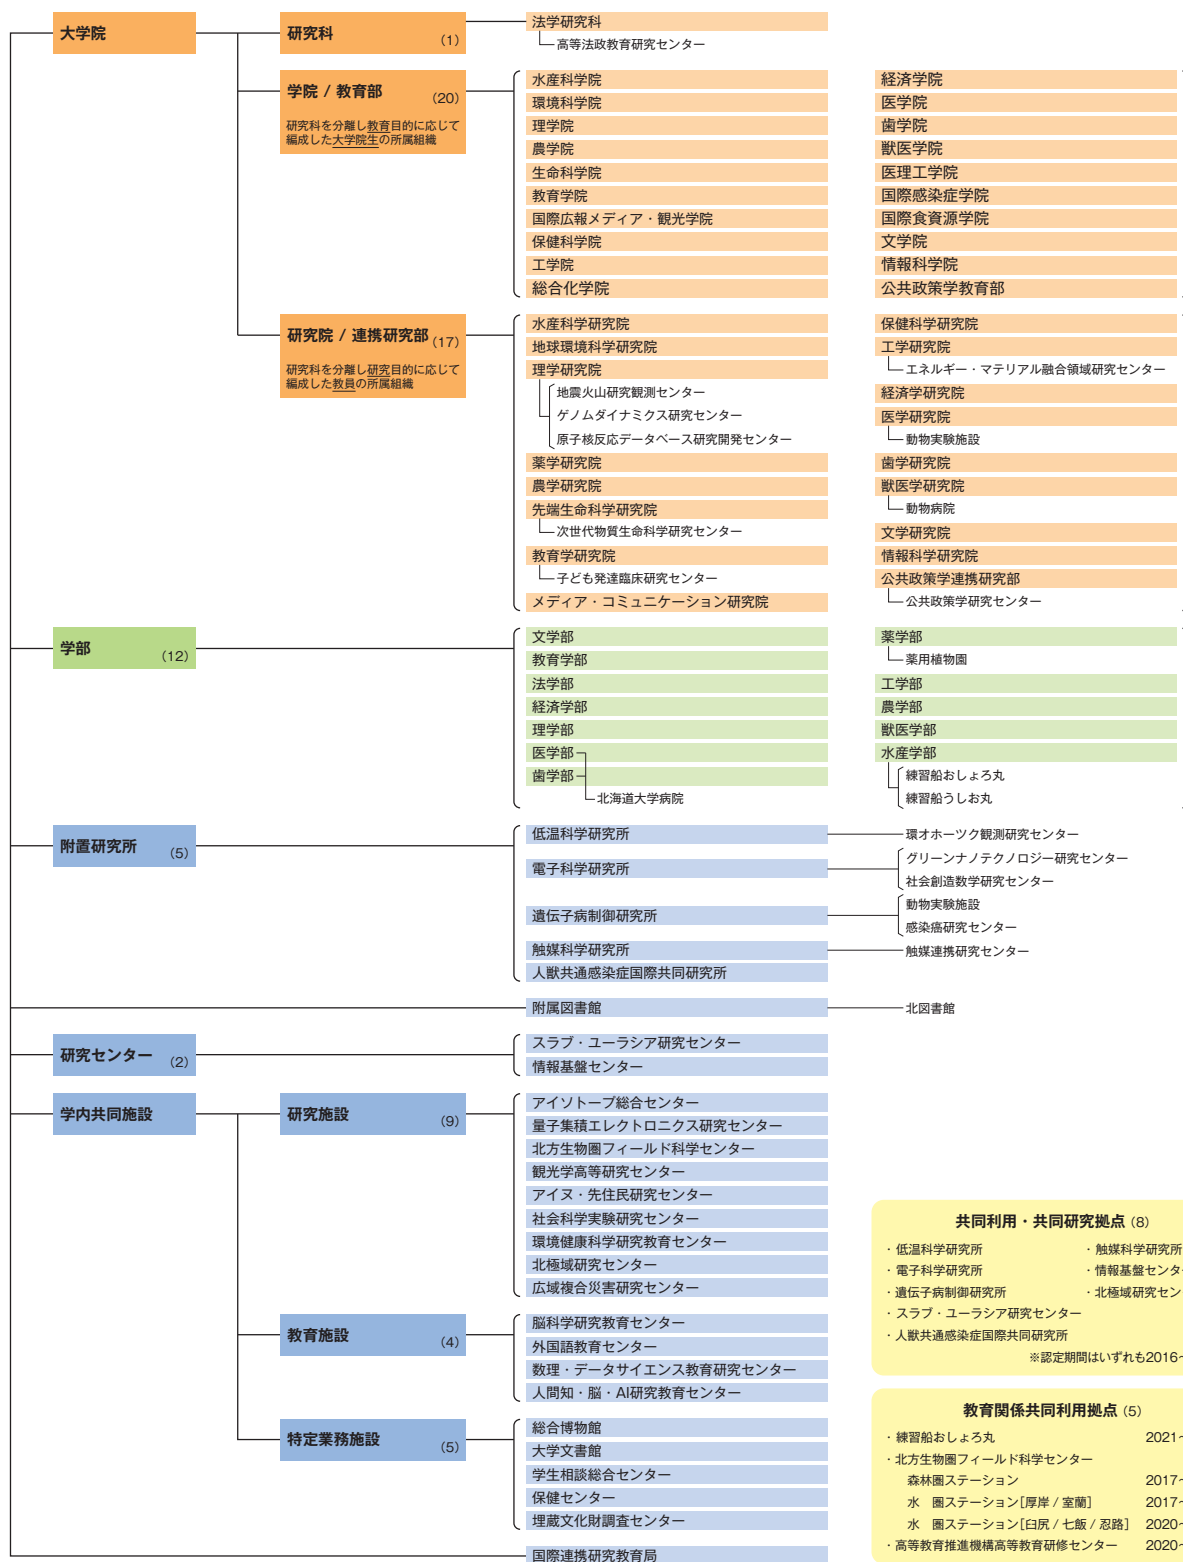 大学院
研究科 (1)
法学研究科
高等法政教育研究センター
学院 / 教育部 (20)
研究科を分離し教育目的に応じて
編成した大学院生の所属組織
水産科学院
環境科学院
理学院
農学院
生命科学院
教育学院
国際広報メディア・観光学院
保健科学院
工学院
総合化学院
経済学院
医学院
歯学院
獣医学院
医理工学院
国際感染症学院
国際食資源学院
文学院
情報科学院
公共政策学教育部
研究院 / 連携研究部 (17)
研究科を分離し研究目的に応じて
編成した教員の所属組織
水産科学研究院
地球環境科学研究院
理学研究院
地震火山研究観測センター
ゲノムダイナミクス研究センター
原子核反応データベース研究開発センター
薬学研究院
農学研究院
先端生命科学研究院
次世代物質生命科学研究センター
教育学研究院
子ども発達臨床研究センター
メディア・コミュニケーション研究院
保健科学研究院
工学研究院
エネルギー・マテリアル融合領域研究センター
経済学研究院
医学研究院
動物実験施設
歯学研究院
獣医学研究院
動物病院
文学研究院
情報科学研究院
公共政策学連携研究部
公共政策学研究センター
学部 (12)
文学部
教育学部
法学部
経済学部
理学部
医学部
歯学部
北海道大学病院
薬学部
薬用植物園
工学部
農学部
獣医学部
水産学部
練習船おしょろ丸
練習船うしお丸
附置研究所 (5)
低温科学研究所
環オホーツク観測研究センター
電子科学研究所
グリーンナノテクノロジー研究センター
社会創造数学研究センター
遺伝子病制御研究所
動物実験施設
感染癌研究センター
触媒科学研究所
触媒連携研究センター
人獣共通感染症国際共同研究所
附属図書館
北図書館
研究センター (2)
スラブ・ユーラシア研究センター
情報基盤センター
学内共同施設
研究施設 (9)
アイソトープ総合センター
量子集積エレクトロニクス研究センター
北方生物圏フィールド科学センター
観光学高等研究センター
アイヌ・先住民研究センター
社会科学実験研究センター
環境健康科学研究教育センター
北極域研究センター
広域複合災害研究センター
教育施設 (4)
脳科学研究教育センター
外国語教育センター
数理・データサイエンス教育研究センター
人間知・脳・AI研究教育センター
特定業務施設 (5)
総合博物館
大学文書館
学生相談総合センター
保健センター
埋蔵文化財調査センター
国際連携研究教育局
共同利用・共同研究拠点 (8)
・低温科学研究所 ・触媒科学研究所
・電子科学研究所 ・情報基盤センタ
・遺伝子病制御研究所 ・北極域研究セン
・スラブ・ユーラシア研究センター
・人獣共通感染症国際共同研究所
※認定期間はいずれも2016~
教育関係共同利用拠点 (5)
・練習船おしょろ丸 2021~
・北方生物圏フィールド科学センター
森林圏ステーション 2017~
水 圏ステーション[厚岸 / 室蘭] 2017~
水 圏ステーション[臼尻 / 七飯 / 忍路] 2020~
・高等教育推進機構高等教育研修センター 2020~